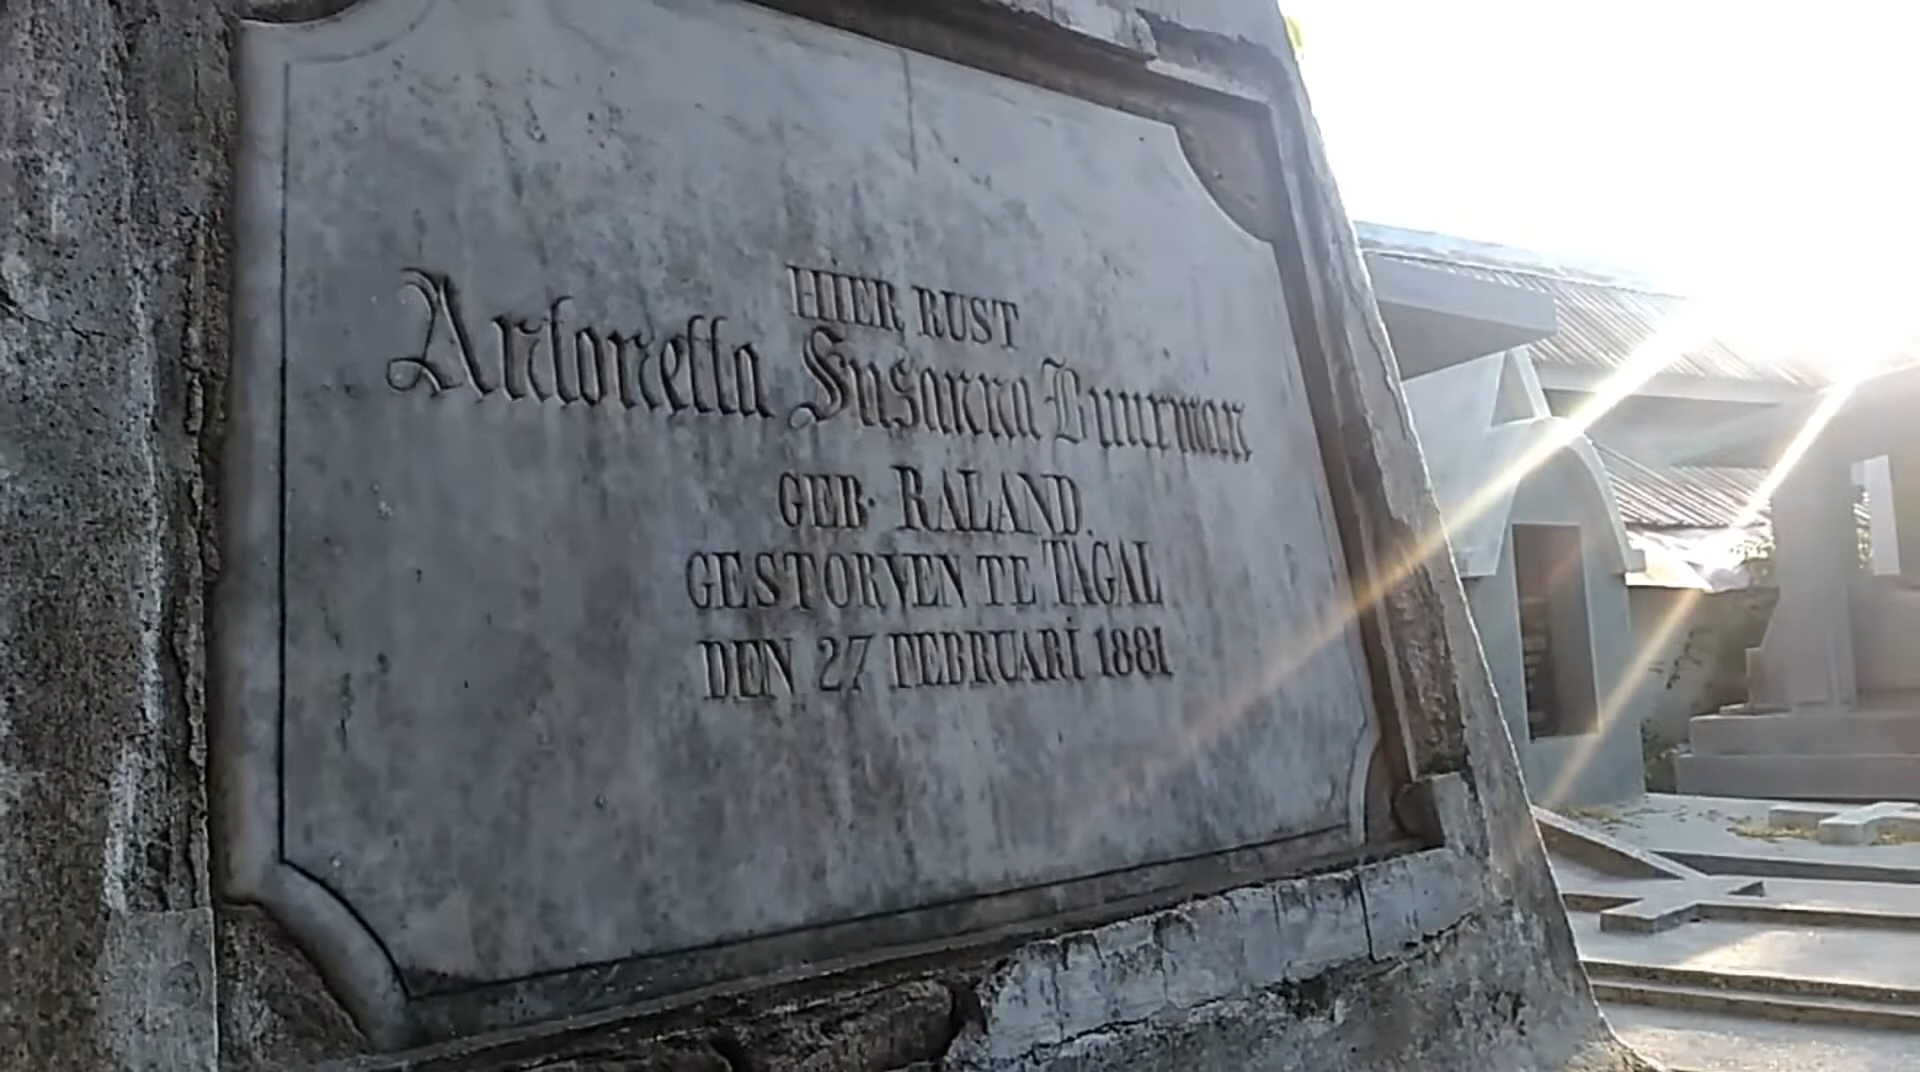 HIER RUST
Antonetta Susanna Buurman
GEB. RALAND.
GESTORVEN TE TAGAL
DEN 27 FEBRUARI 1881